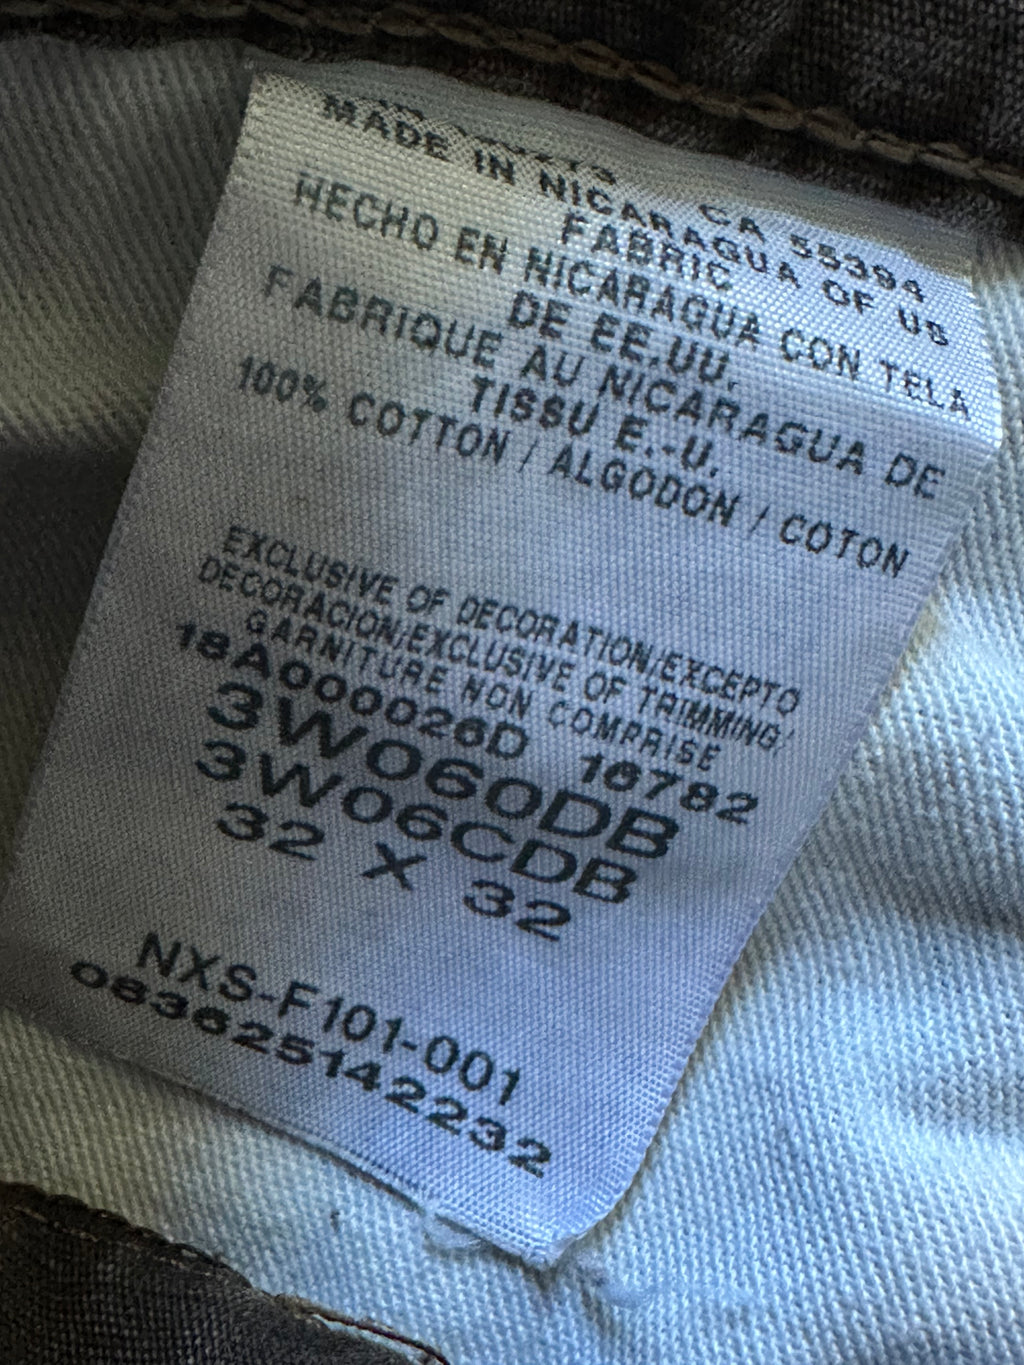 CA 55394
MADE IN NICARAGUA OF US
FABRIC
HECHO EN NICARAGUA CON TELA
DE EE.UU.
FABRIQUE AU NICARAGUA DE
TISSU E.-U.
100% COTTON / ALGODON / COTON
EXCLUSIVE OF DECORATION/EXCEPTO
DECORACION/EXCLUSIVE OF TRIMMING/
GARNITURE NON COMPRISE
18A000026D 16782
3W060DB
3W06CDB
32 X 32
NXS-F101-001
083625142232